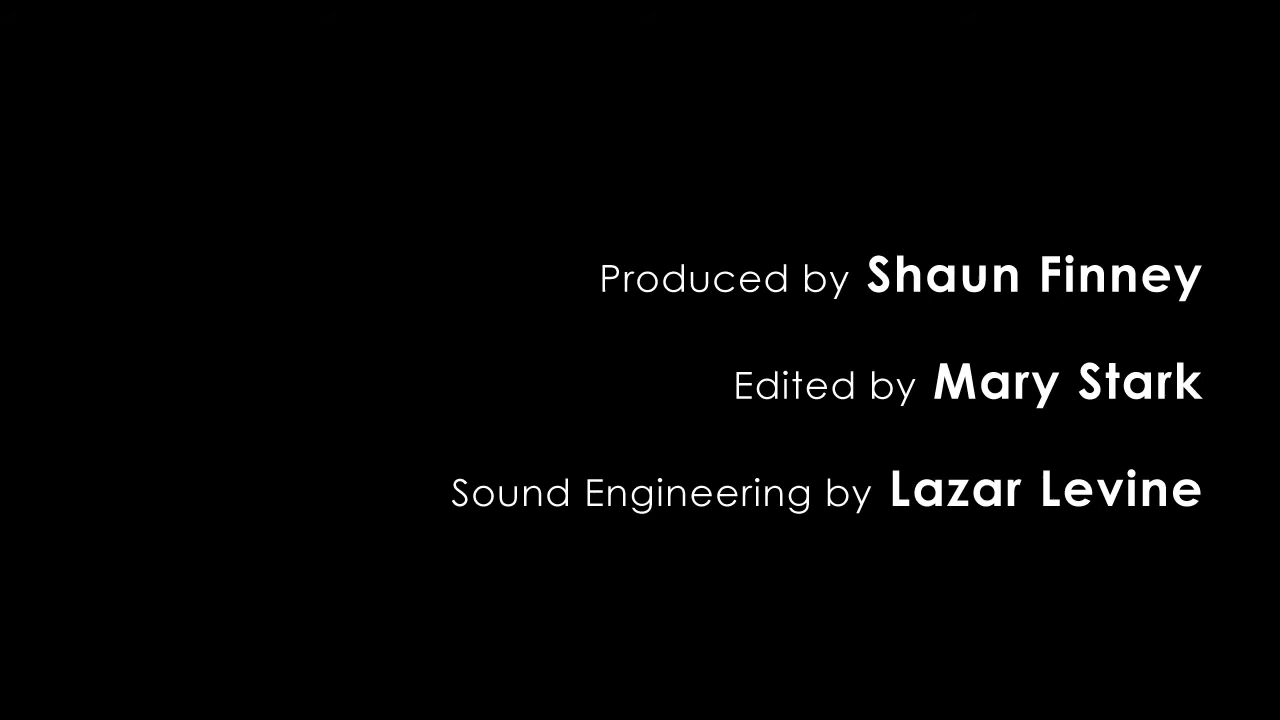 Produced by Shaun Finney
Edited by Mary Stark
Sound Engineering by Lazar Levine